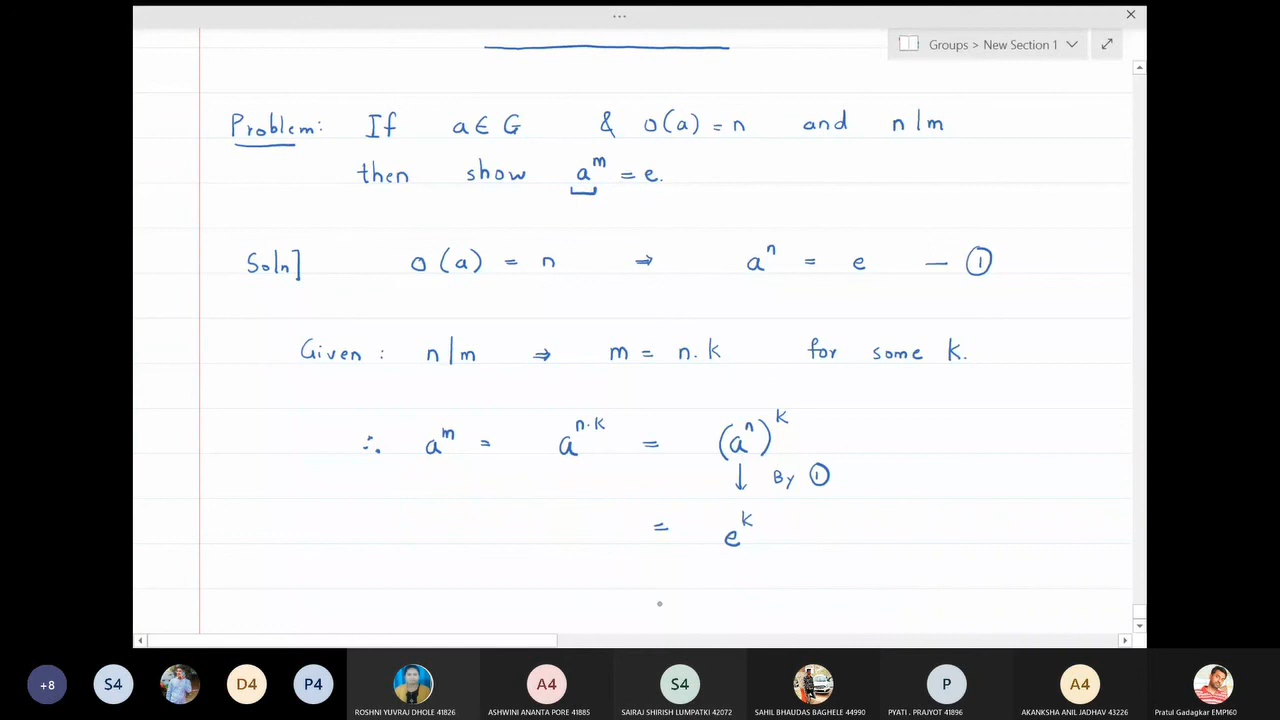 ...
Groups > New Section 1
Problem: If a ∈ G & o(a) = n and n | m
then show a^m = e.
Soln] o(a) = n ⇒ a^n = e — ①
Given : n|m ⇒ m = n.k for some k.
∴ a^m = a^{n.k} = (a^n)^k
↓ By ①
= e^k
+8 S4 D4 P4 A4 S4 P A4
ROSHNI YUVRAJ DHOLE 41826 ASHWINI ANANTA PORE 41885 SAIRAJ SHIRISH LUMPATKI 42072 SAHIL BHAUDAS BAGHELE 44990 PYATI . PRAJYOT 41896 AKANKSHA ANIL JADHAV 43226 Pratul Gadagkar EMP160